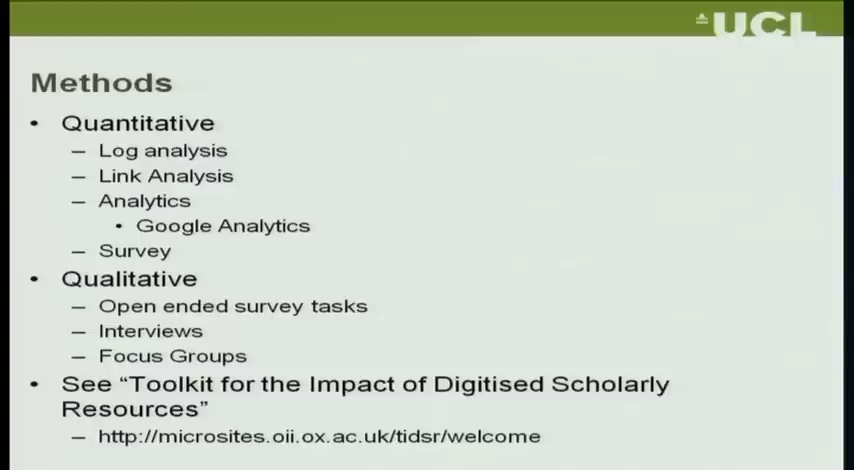 UCL
Methods
• Quantitative
– Log analysis
– Link Analysis
– Analytics
• Google Analytics
– Survey
• Qualitative
– Open ended survey tasks
– Interviews
– Focus Groups
• See “Toolkit for the Impact of Digitised Scholarly
Resources”
– http://microsites.oii.ox.ac.uk/tidsr/welcome